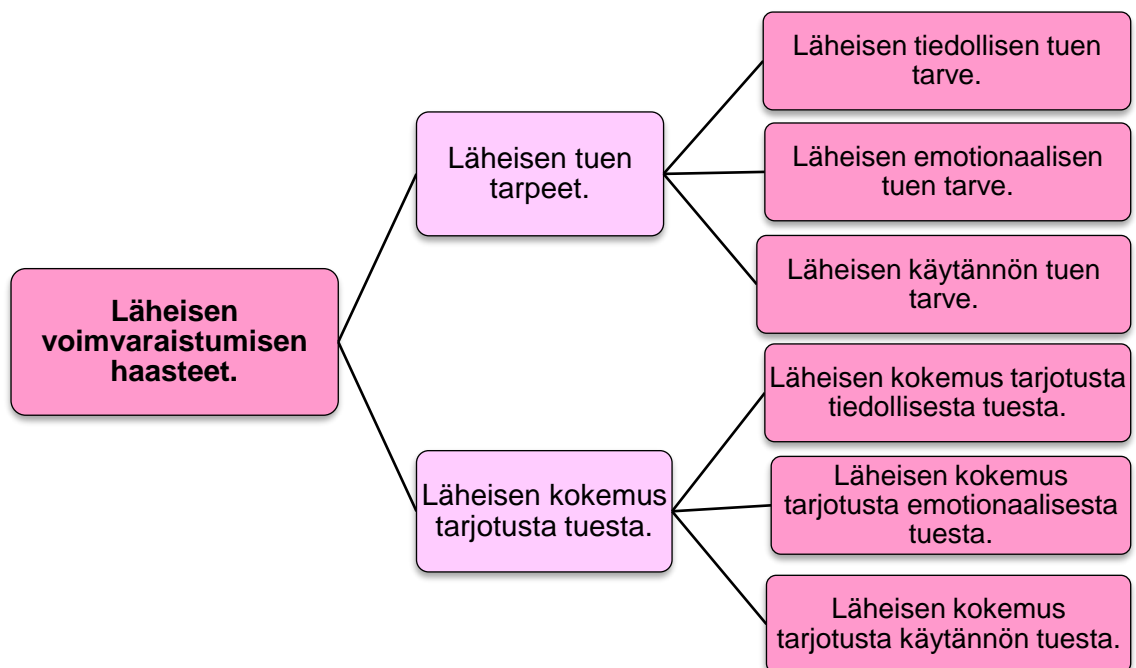 Läheisen
voimvaraistumisen
haasteet.
Läheisen tuen
tarpeet.
Läheisen tiedollisen tuen
tarve.
Läheisen emotionaalisen
tuen tarve.
Läheisen käytännön tuen
tarve.
Läheisen kokemus
tarjotusta tuesta.
Läheisen kokemus tarjotusta
tiedollisesta tuesta.
Läheisen kokemus
tarjotusta emotionaalisesta
tuesta.
Läheisen kokemus
tarjotusta käytännön tuesta.